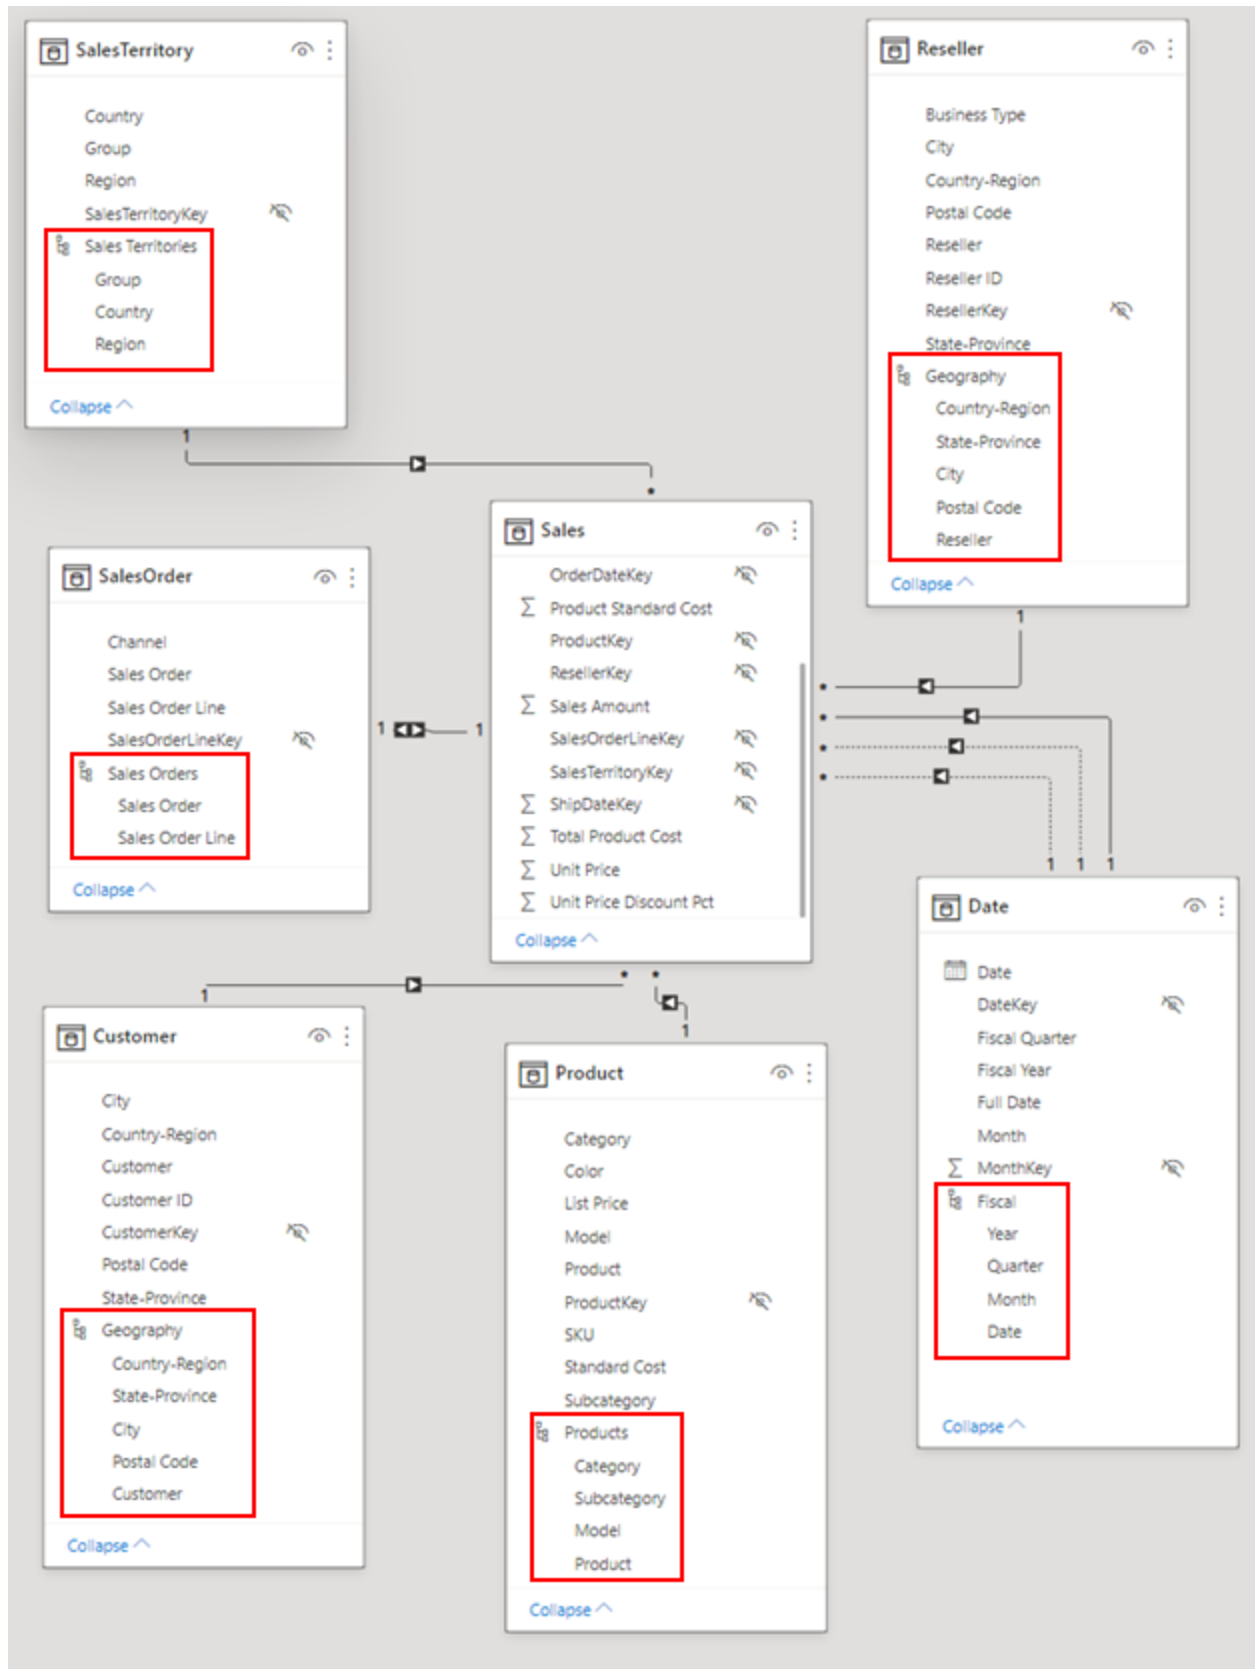 SalesTerritory
Country
Group
Region
SalesTerritoryKey
Sales Territories
Group
Country
Region
Collapse
Reseller
Business Type
City
Country-Region
Postal Code
Reseller
Reseller ID
ResellerKey
State-Province
Geography
Country-Region
State-Province
City
Postal Code
Reseller
Collapse
1
*
1
SalesOrder
Channel
Sales Order
Sales Order Line
SalesOrderLineKey
Sales Orders
Sales Order
Sales Order Line
Collapse
1
1
Sales
OrderDateKey
Σ Product Standard Cost
ProductKey
ResellerKey
Σ Sales Amount
SalesOrderLineKey
SalesTerritoryKey
Σ ShipDateKey
Σ Total Product Cost
Σ Unit Price
Σ Unit Price Discount Pct
Collapse
*
*
*
*
1 1 1
Date
Date
DateKey
Fiscal Quarter
Fiscal Year
Full Date
Month
Σ MonthKey
Fiscal
Year
Quarter
Month
Date
Collapse
* *
1
1
Customer
City
Country-Region
Customer
Customer ID
CustomerKey
Postal Code
State-Province
Geography
Country-Region
State-Province
City
Postal Code
Customer
Collapse
Product
Category
Color
List Price
Model
Product
ProductKey
SKU
Standard Cost
Subcategory
Products
Category
Subcategory
Model
Product
Collapse